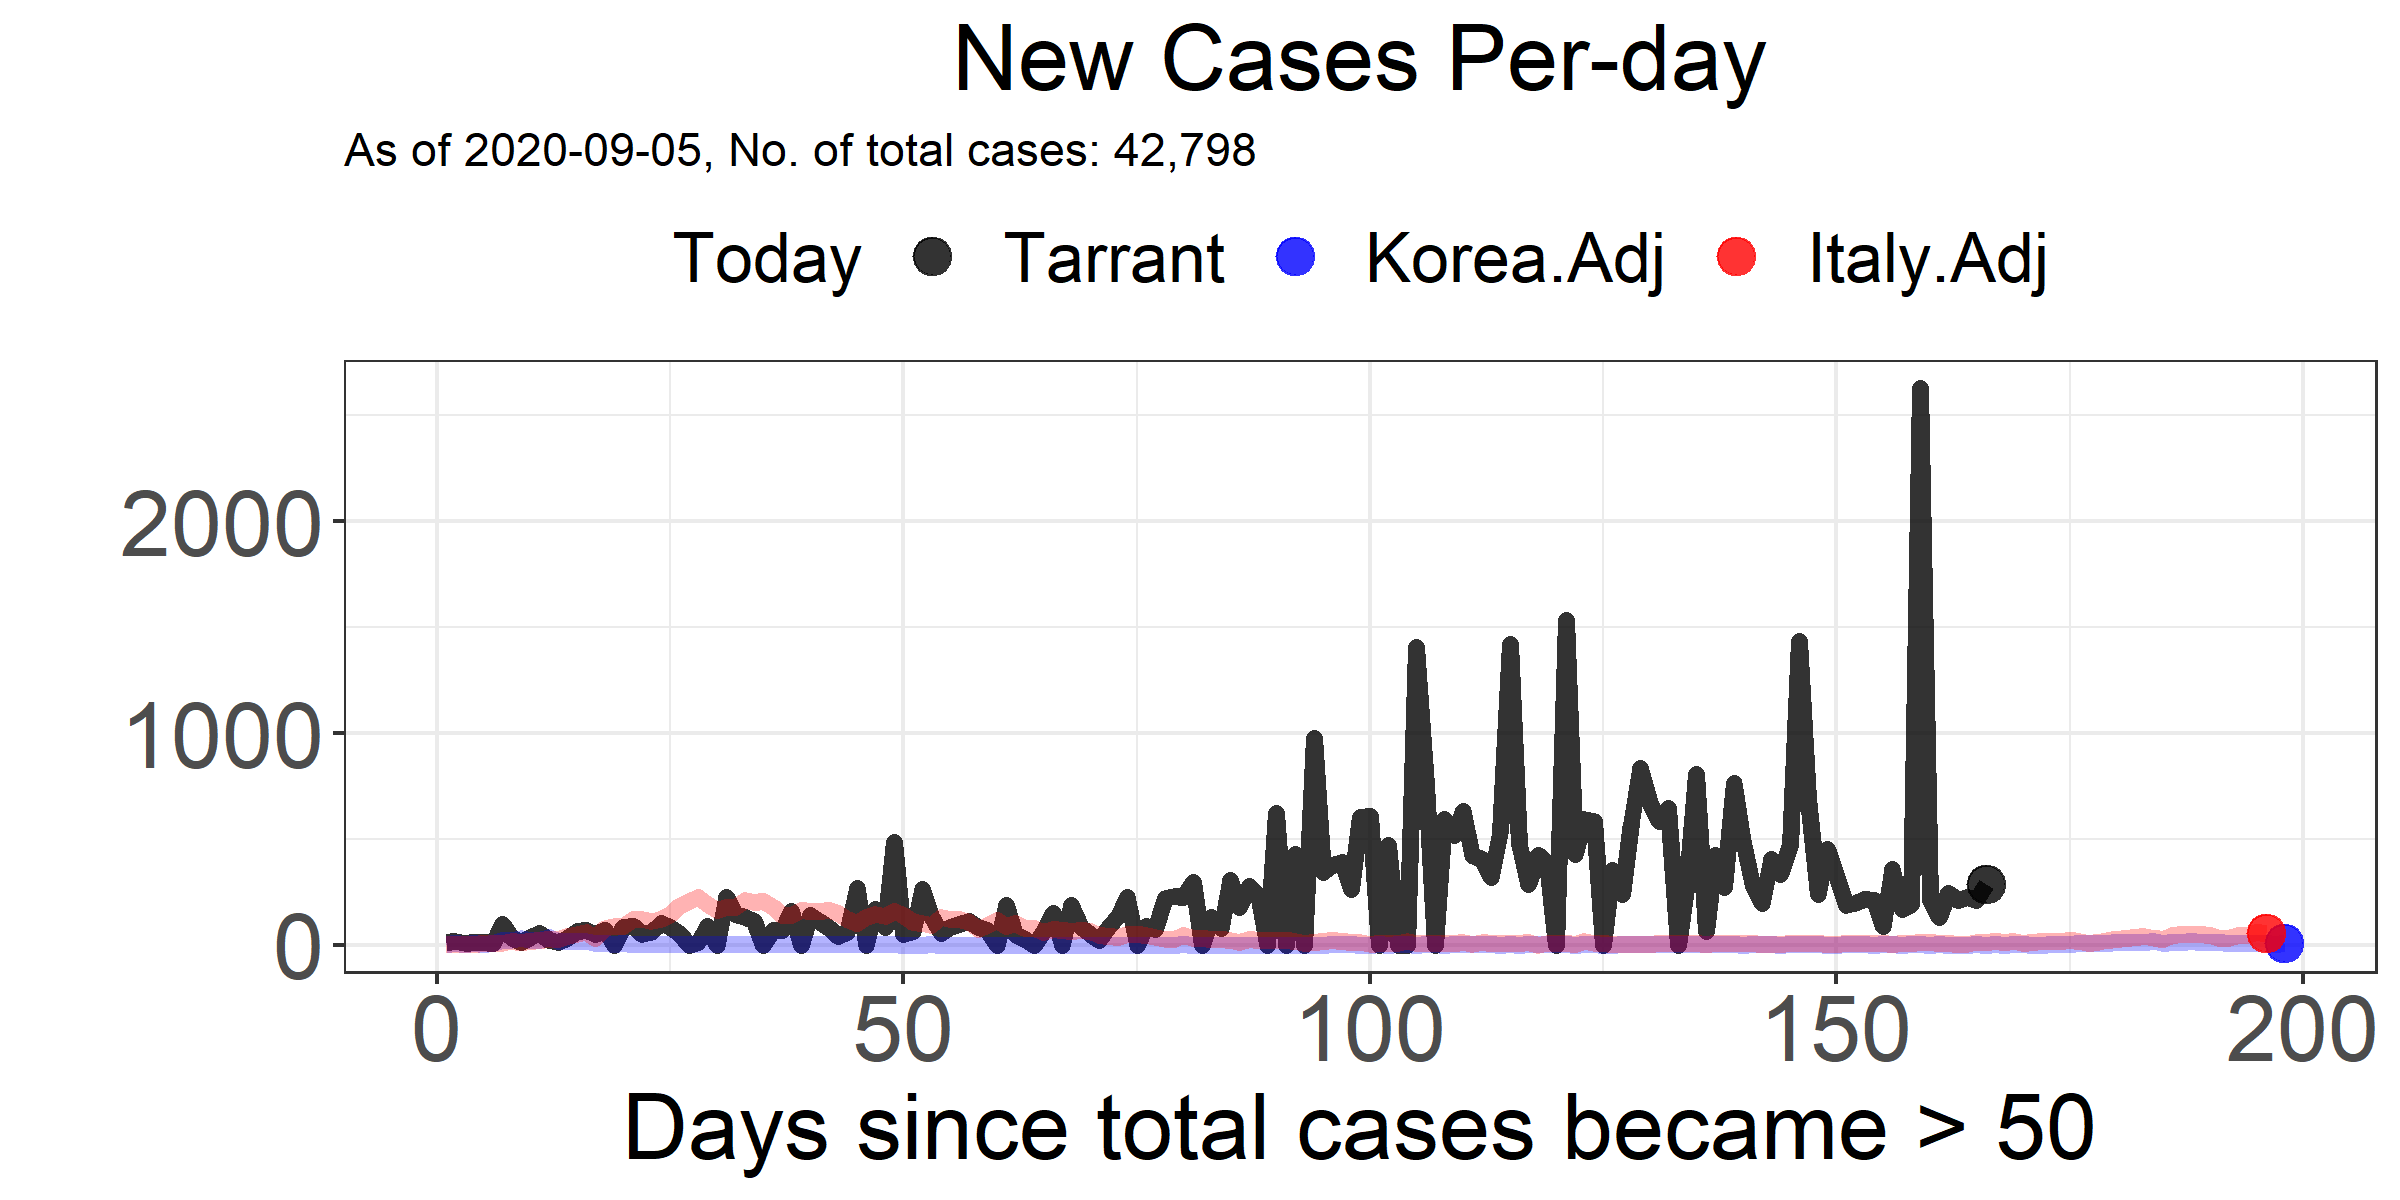 New Cases Per-day
As of 2020-09-05, No. of total cases: 42,798
Today Tarrant Korea.Adj Italy.Adj
2000
1000
0
0 50 100 150 200
Days since total cases became > 50